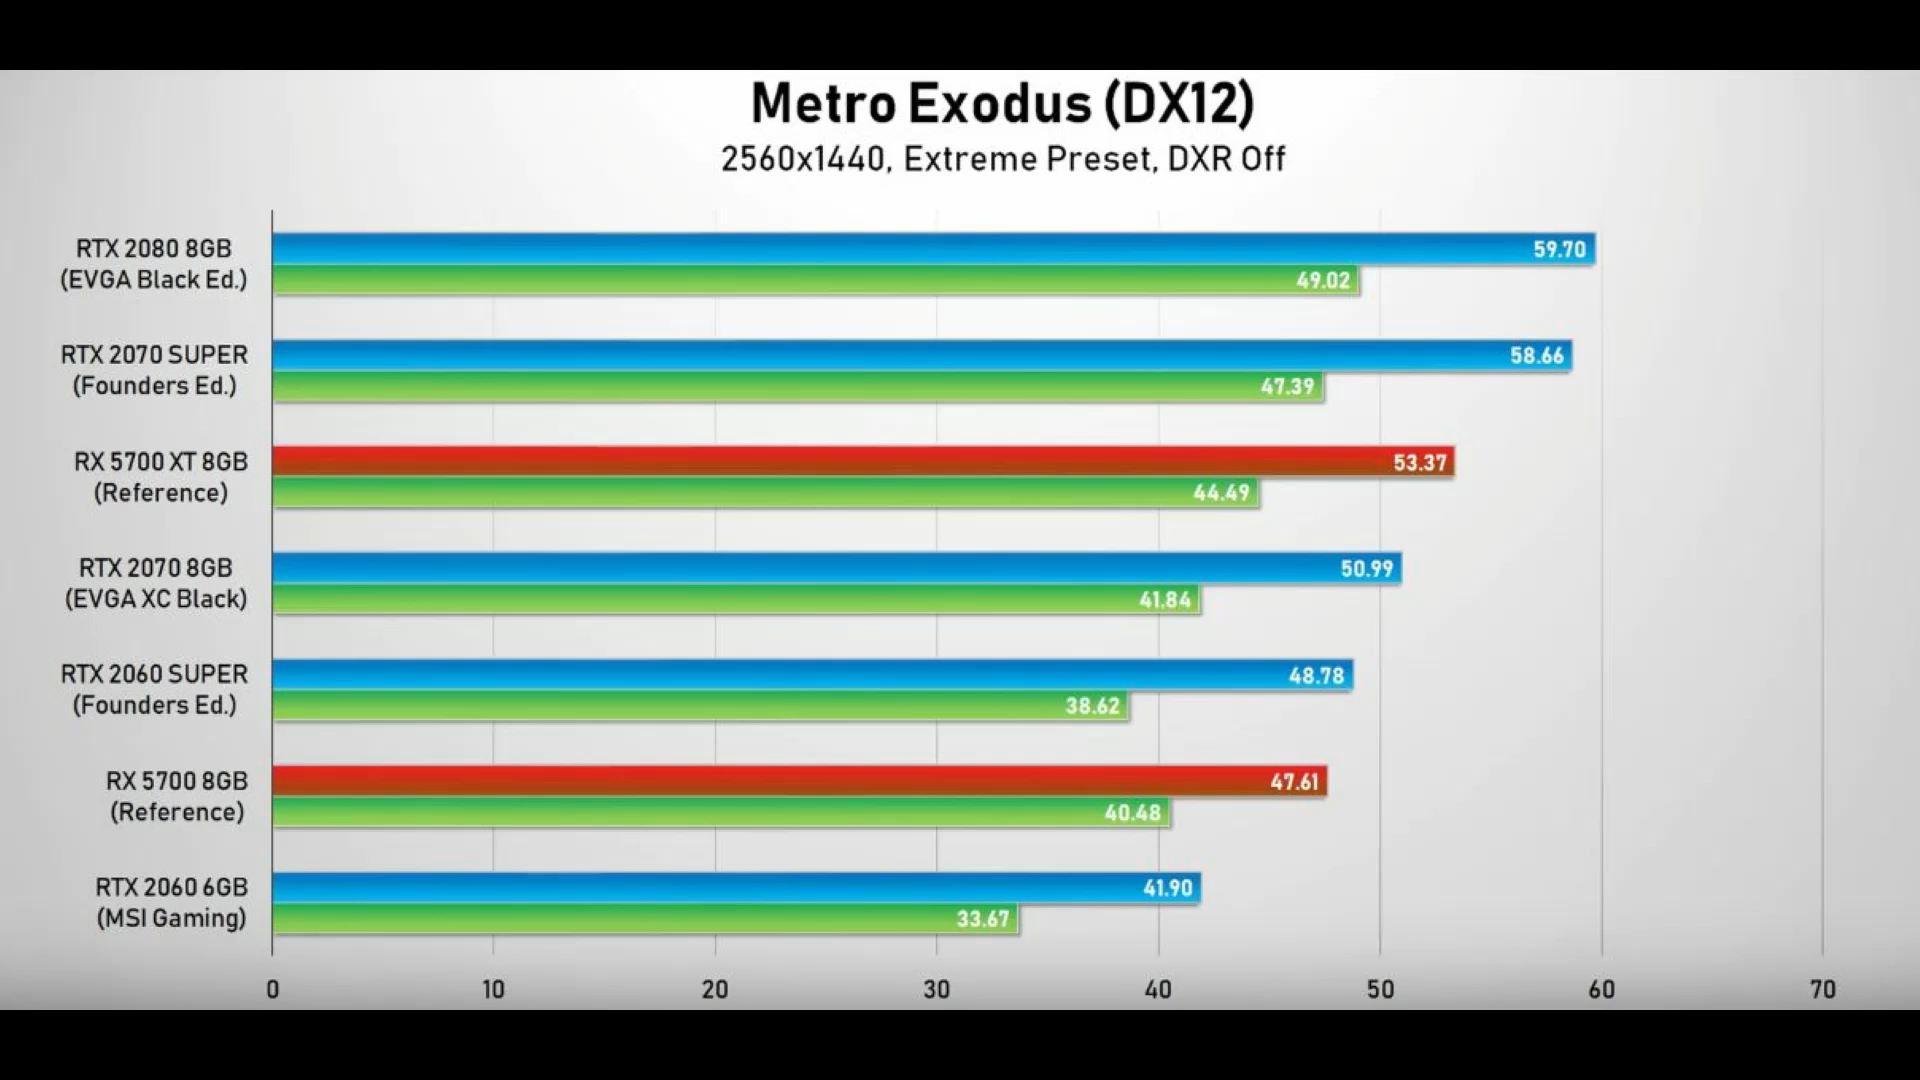 Metro Exodus (DX12)
2560x1440, Extreme Preset, DXR Off
RTX 2080 8GB
(EVGA Black Ed.)
59.70
49.02
RTX 2070 SUPER
(Founders Ed.)
58.66
47.39
RX 5700 XT 8GB
(Reference)
53.37
44.49
RTX 2070 8GB
(EVGA XC Black)
50.99
41.84
RTX 2060 SUPER
(Founders Ed.)
48.78
38.62
RX 5700 8GB
(Reference)
47.61
40.48
RTX 2060 6GB
(MSI Gaming)
41.90
33.67
0 10 20 30 40 50 60 70